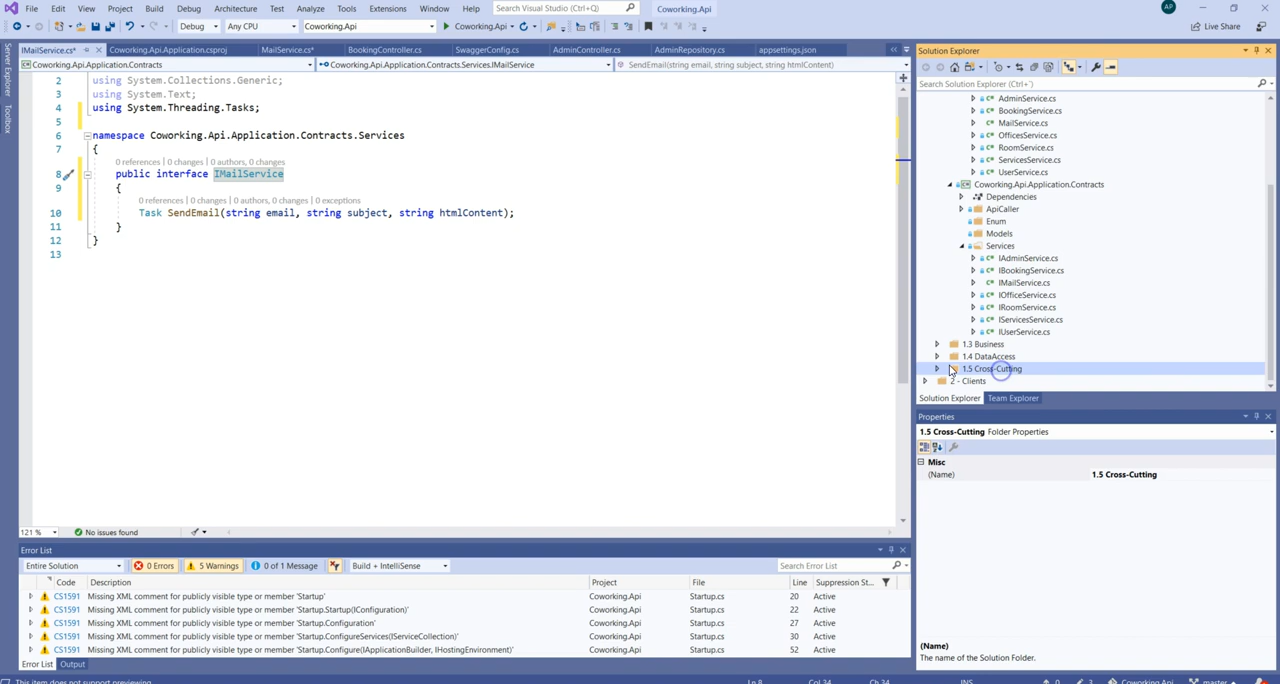 File Edit View Project Build Debug Architecture Test Analyze Tools Extensions Window Help Search Visual Studio (Ctrl+Q) Coworking.Api AP
Debug Any CPU Coworking.Api Coworking.Api Live Share
Server Explorer
Toolbox
IMailService.cs* Coworking.Api.Application.csproj MailService.cs* BookingController.cs SwaggerConfig.cs AdminController.cs AdminRepository.cs appsettings.json
Coworking.Api.Application.Contracts Coworking.Api.Application.Contracts.Services.IMailService SendEmail(string email, string subject, string htmlContent)
2 using System.Collections.Generic;
3 using System.Text;
4 using System.Threading.Tasks;
5
6 namespace Coworking.Api.Application.Contracts.Services
7 {
0 references | 0 changes | 0 authors, 0 changes
8 public interface IMailService
9 {
0 references | 0 changes | 0 authors, 0 changes | 0 exceptions
10 Task SendEmail(string email, string subject, string htmlContent);
11 }
12 }
13
121 % No issues found
Error List
Entire Solution 0 Errors 5 Warnings 0 of 1 Message Build + IntelliSense Search Error List
Code Description Project File Line Suppression St...
CS1591 Missing XML comment for publicly visible type or member 'Startup' Coworking.Api Startup.cs 20 Active
CS1591 Missing XML comment for publicly visible type or member 'Startup.Startup(IConfiguration)' Coworking.Api Startup.cs 22 Active
CS1591 Missing XML comment for publicly visible type or member 'Startup.Configuration' Coworking.Api Startup.cs 27 Active
CS1591 Missing XML comment for publicly visible type or member 'Startup.ConfigureServices(IServiceCollection)' Coworking.Api Startup.cs 30 Active
CS1591 Missing XML comment for publicly visible type or member 'Startup.Configure(IApplicationBuilder, IHostingEnvironment)' Coworking.Api Startup.cs 52 Active
Error List Output
Solution Explorer
Search Solution Explorer (Ctrl+´)
AdminService.cs
BookingService.cs
MailService.cs
OfficesService.cs
RoomService.cs
ServicesService.cs
UserService.cs
Coworking.Api.Application.Contracts
Dependencies
ApiCaller
Enum
Models
Services
IAdminService.cs
IBookingService.cs
IMailService.cs
IOfficeService.cs
IRoomService.cs
IServicesService.cs
IUserService.cs
1.3 Business
1.4 DataAccess
1.5 Cross-Cutting
2 - Clients
Solution Explorer Team Explorer
Properties
1.5 Cross-Cutting Folder Properties
Misc
(Name) 1.5 Cross-Cutting
(Name)
The name of the Solution Folder.
This item does not support previewing Ln 8 Col 34 Ch 34 INS 0 3 Coworking.Api master